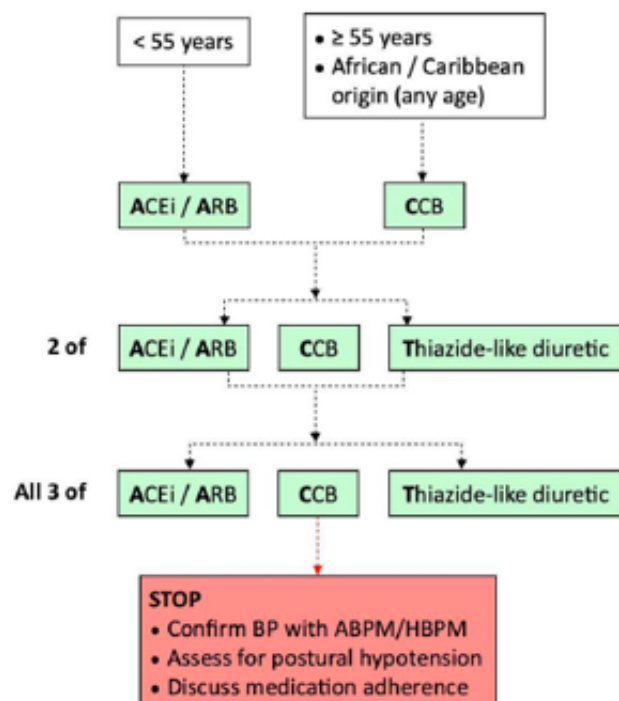 < 55 years
• ≥ 55 years
• African / Caribbean
origin (any age)
ACEi / ARB
CCB
2 of
ACEi / ARB
CCB
Thiazide-like diuretic
All 3 of
ACEi / ARB
CCB
Thiazide-like diuretic
STOP
• Confirm BP with ABPM/HBPM
• Assess for postural hypotension
• Discuss medication adherence